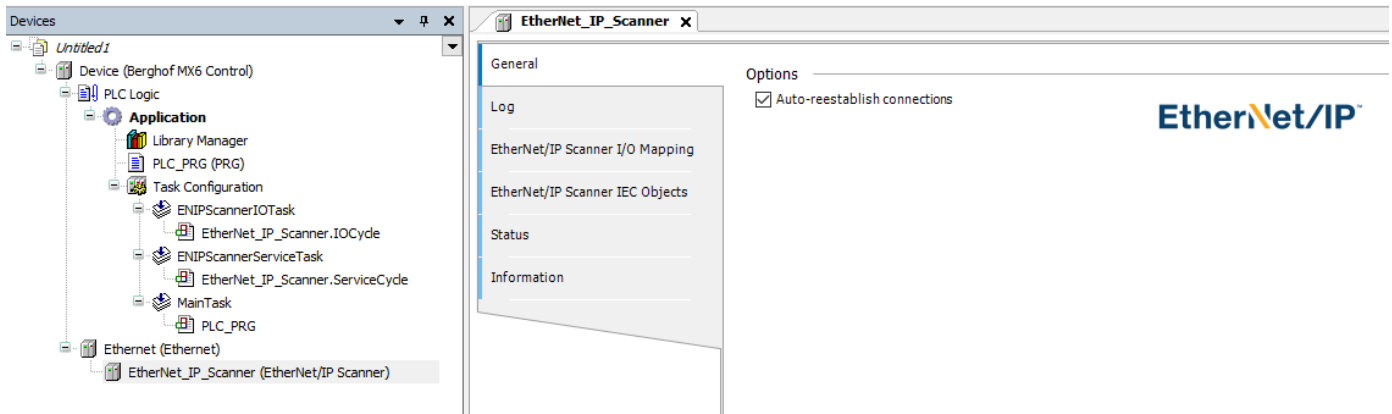 Devices
Untitled1
Device (Berghof MX6 Control)
PLC Logic
Application
Library Manager
PLC_PRG (PRG)
Task Configuration
ENIPScannerIOTask
EtherNet_IP_Scanner.IOCycle
ENIPScannerServiceTask
EtherNet_IP_Scanner.ServiceCycle
MainTask
PLC_PRG
Ethernet (Ethernet)
EtherNet_IP_Scanner (EtherNet/IP Scanner)
EtherNet_IP_Scanner
General
Log
EtherNet/IP Scanner I/O Mapping
EtherNet/IP Scanner IEC Objects
Status
Information
Options
Auto-reestablish connections
EtherNet/IP™